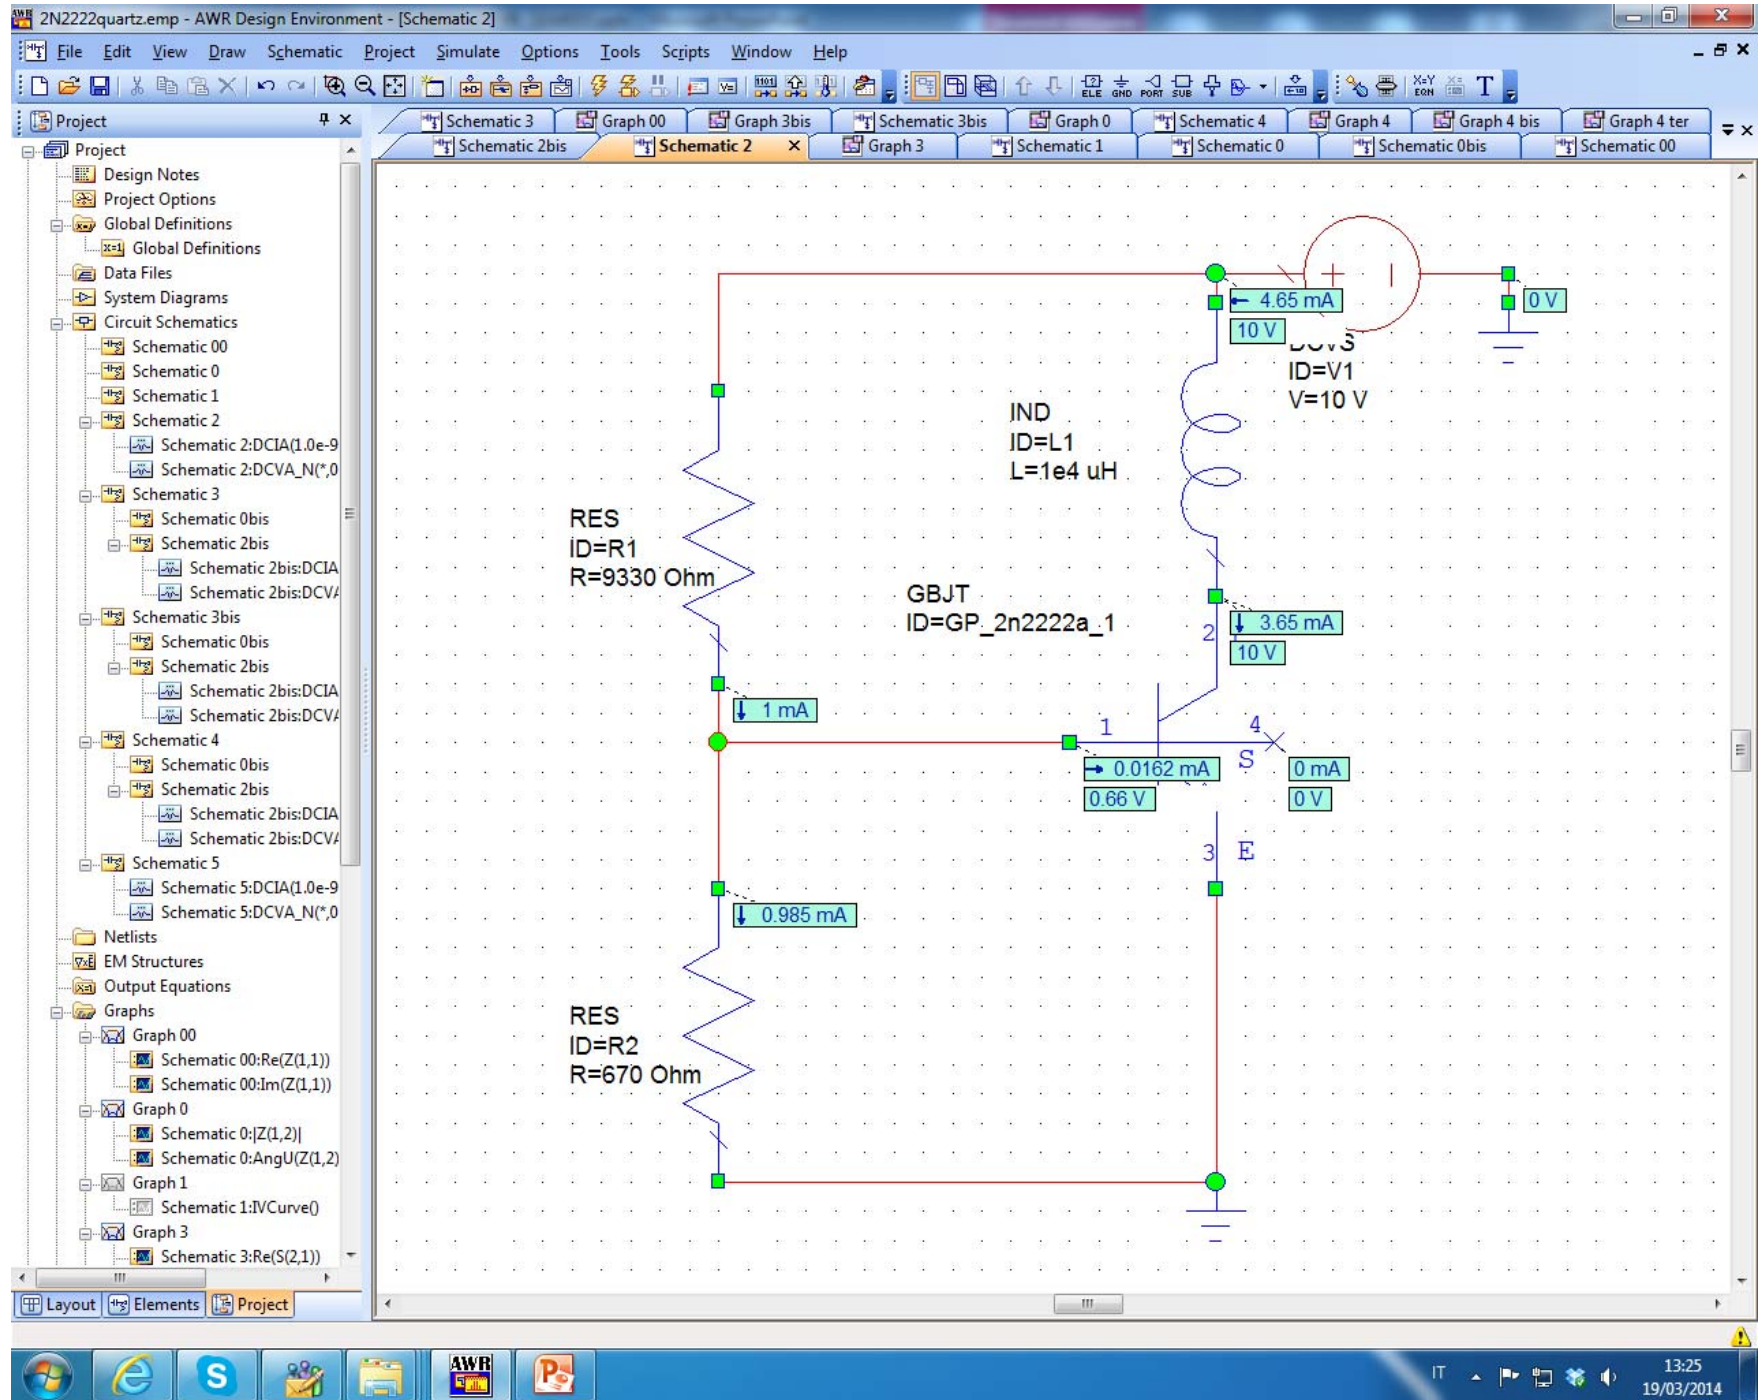 2N2222quartz.emp - AWR Design Environment - [Schematic 2]
File Edit View Draw Schematic Project Simulate Options Tools Scripts Window Help
ELE GND PORT SUB X=Y EQN T
Project
Schematic 3 Graph 00 Graph 3bis Schematic 3bis Graph 0 Schematic 4 Graph 4 Graph 4 bis Graph 4 ter
Schematic 2bis Schematic 2 Graph 3 Schematic 1 Schematic 0 Schematic 0bis Schematic 00
Project
Design Notes
Project Options
Global Definitions
Global Definitions
Data Files
System Diagrams
Circuit Schematics
Schematic 00
Schematic 0
Schematic 1
Schematic 2
Schematic 2:DCIA(1.0e-9
Schematic 2:DCVA_N(*,0
Schematic 3
Schematic 0bis
Schematic 2bis
Schematic 2bis:DCIA
Schematic 2bis:DCVA
Schematic 3bis
Schematic 0bis
Schematic 2bis
Schematic 2bis:DCIA
Schematic 2bis:DCVA
Schematic 4
Schematic 0bis
Schematic 2bis
Schematic 2bis:DCIA
Schematic 2bis:DCVA
Schematic 5
Schematic 5:DCIA(1.0e-9
Schematic 5:DCVA_N(*,0
Netlists
EM Structures
Output Equations
Graphs
Graph 00
Schematic 00:Re(Z(1,1))
Schematic 00:Im(Z(1,1))
Graph 0
Schematic 0:|Z(1,2)|
Schematic 0:AngU(Z(1,2)
Graph 1
Schematic 1:IVCurve()
Graph 3
Schematic 3:Re(S(2,1))
Layout Elements Project
4.65 mA
10 V
0 V
ID=V1
V=10 V
IND
ID=L1
L=1e4 uH
RES
ID=R1
R=9330 Ohm
GBJT
ID=GP_2n2222a_1
2
3.65 mA
10 V
1 mA
1
4
S
0.0162 mA
0.66 V
0 mA
0 V
3 E
0.985 mA
RES
ID=R2
R=670 Ohm
AWR
IT
13:25
19/03/2014